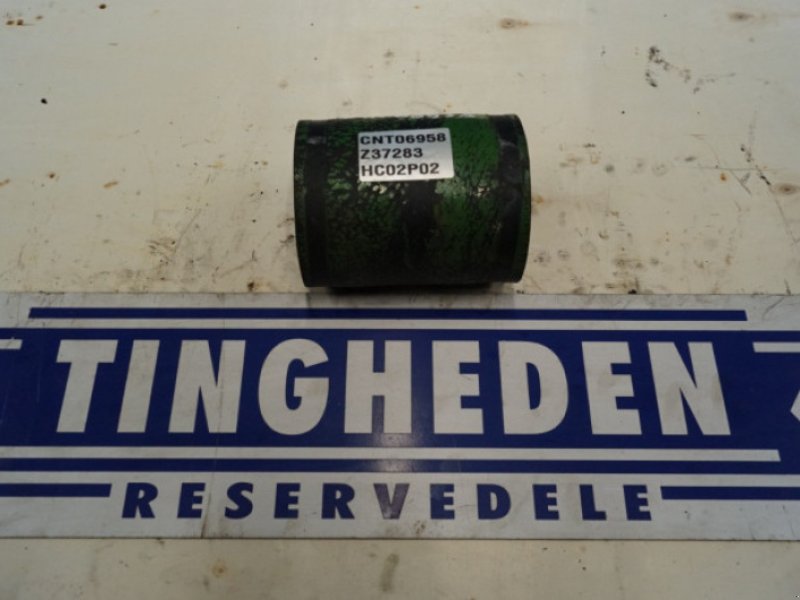 CNT06958
Z37283
HC02P02
TINGHEDEN
RESERVEDELE